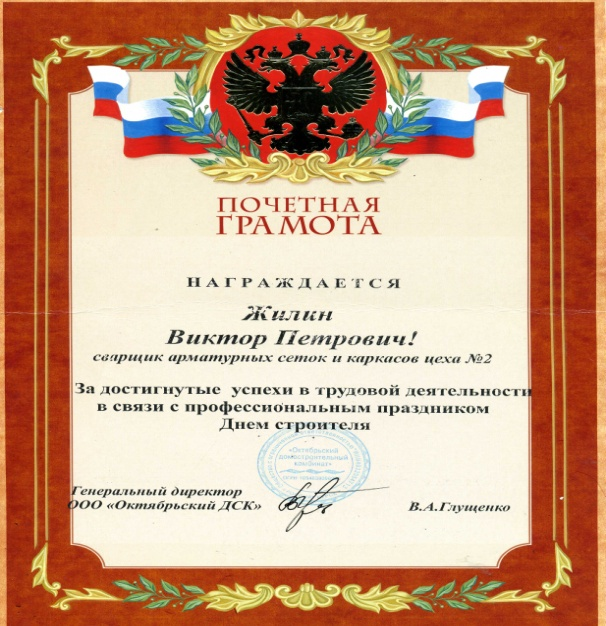 ПОЧЕТНАЯ
ГРАМОТА
НАГРАЖДАЕТСЯ
Жилин
Виктор Петрович!
сварщик арматурных сеток и каркасов цеха №2
За достигнутые успехи в трудовой деятельности
в связи с профессиональным праздником
Днем строителя
«Октябрьский
домостроительный
комбинат»
Генеральный директор
ООО «Октябрьский ДСК»
В.А.Глущенко